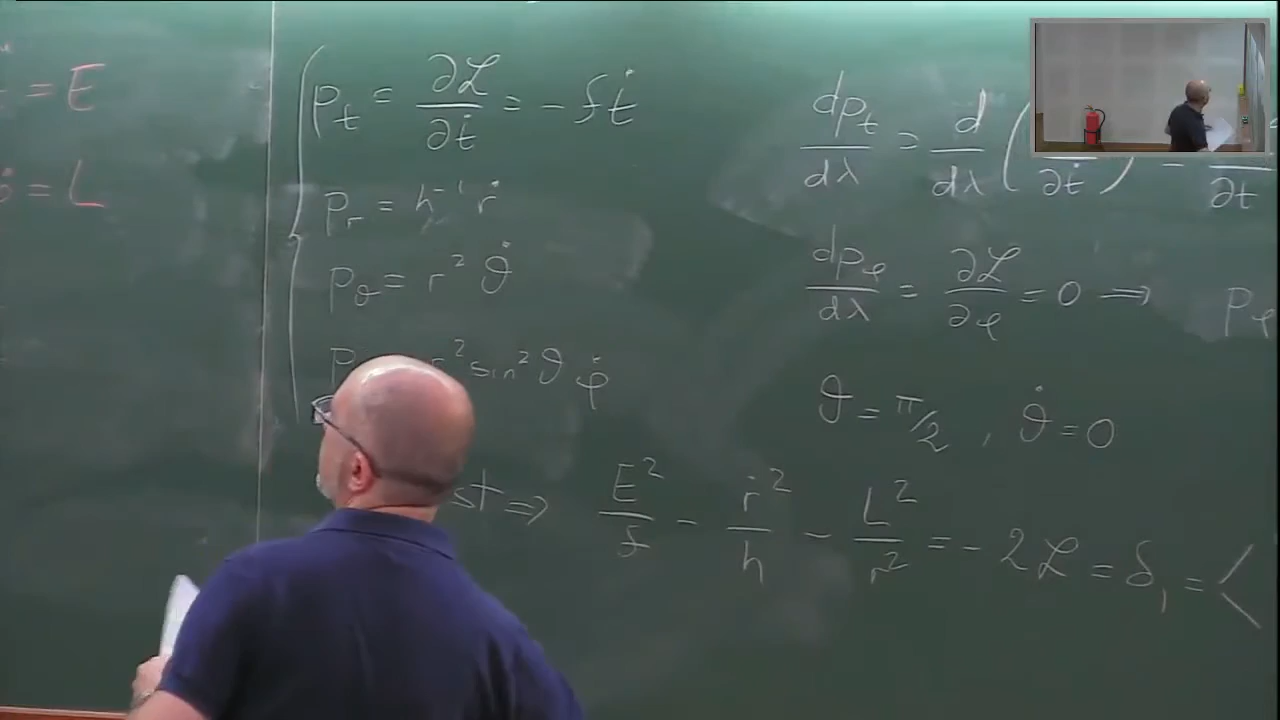 = E
= L
p_t = ∂ℒ/∂ṫ = - f ṫ
p_r = h⁻¹ ṙ
p_ϑ = r² ϑ̇
p r² sin² ϑ φ̇
st ⇒ E²/f - ṙ²/h - L²/r² = - 2ℒ = δ₁ = <
dp_t/dλ = d/dλ ( /∂ṫ ) - /∂t
dp_φ/dλ = ∂ℒ/∂φ = 0 ⇒ p_φ
ϑ = π/2 , ϑ̇ = 0